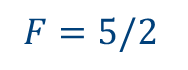 F = 5/2